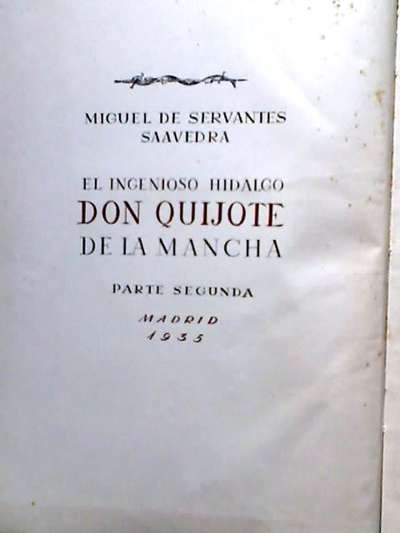 MIGUEL DE SERVANTES
SAAVEDRA
EL INGENIOSO HIDALGO
DON QUIJOTE
DE LA MANCHA
PARTE SEGUNDA
MADRID
1935